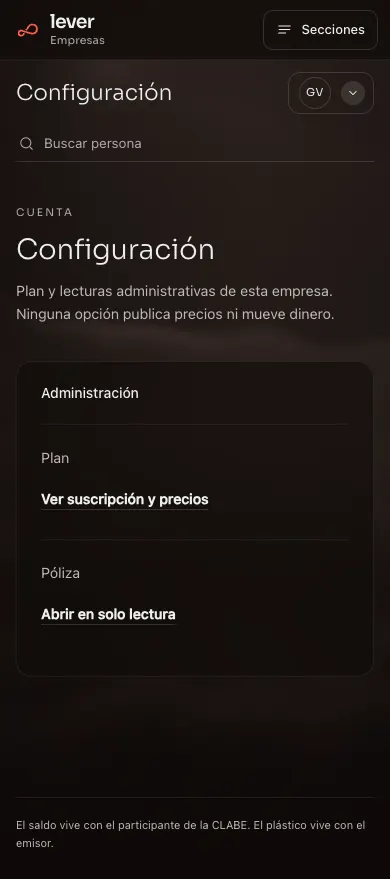 lever
Empresas
Secciones
Configuración
GV
Buscar persona
CUENTA
Configuración
Plan y lecturas administrativas de esta empresa.
Ninguna opción publica precios ni mueve dinero.
Administración
Plan
Ver suscripción y precios
Póliza
Abrir en solo lectura
El saldo vive con el participante de la CLABE. El plástico vive con el
emisor.